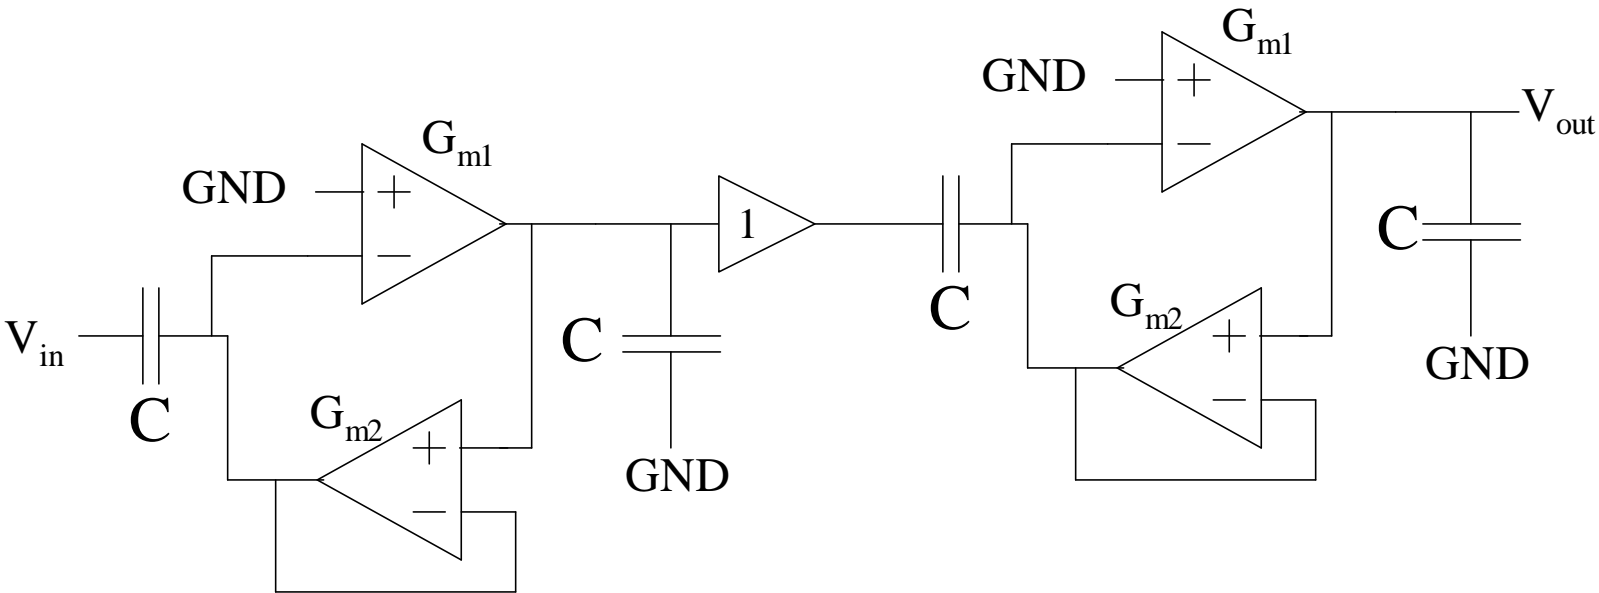 G_m1
GND
+
−
V_out
C
GND
G_m1
GND
+
−
1
C
G_m2
+
−
V_in
C
C
GND
G_m2
+
−